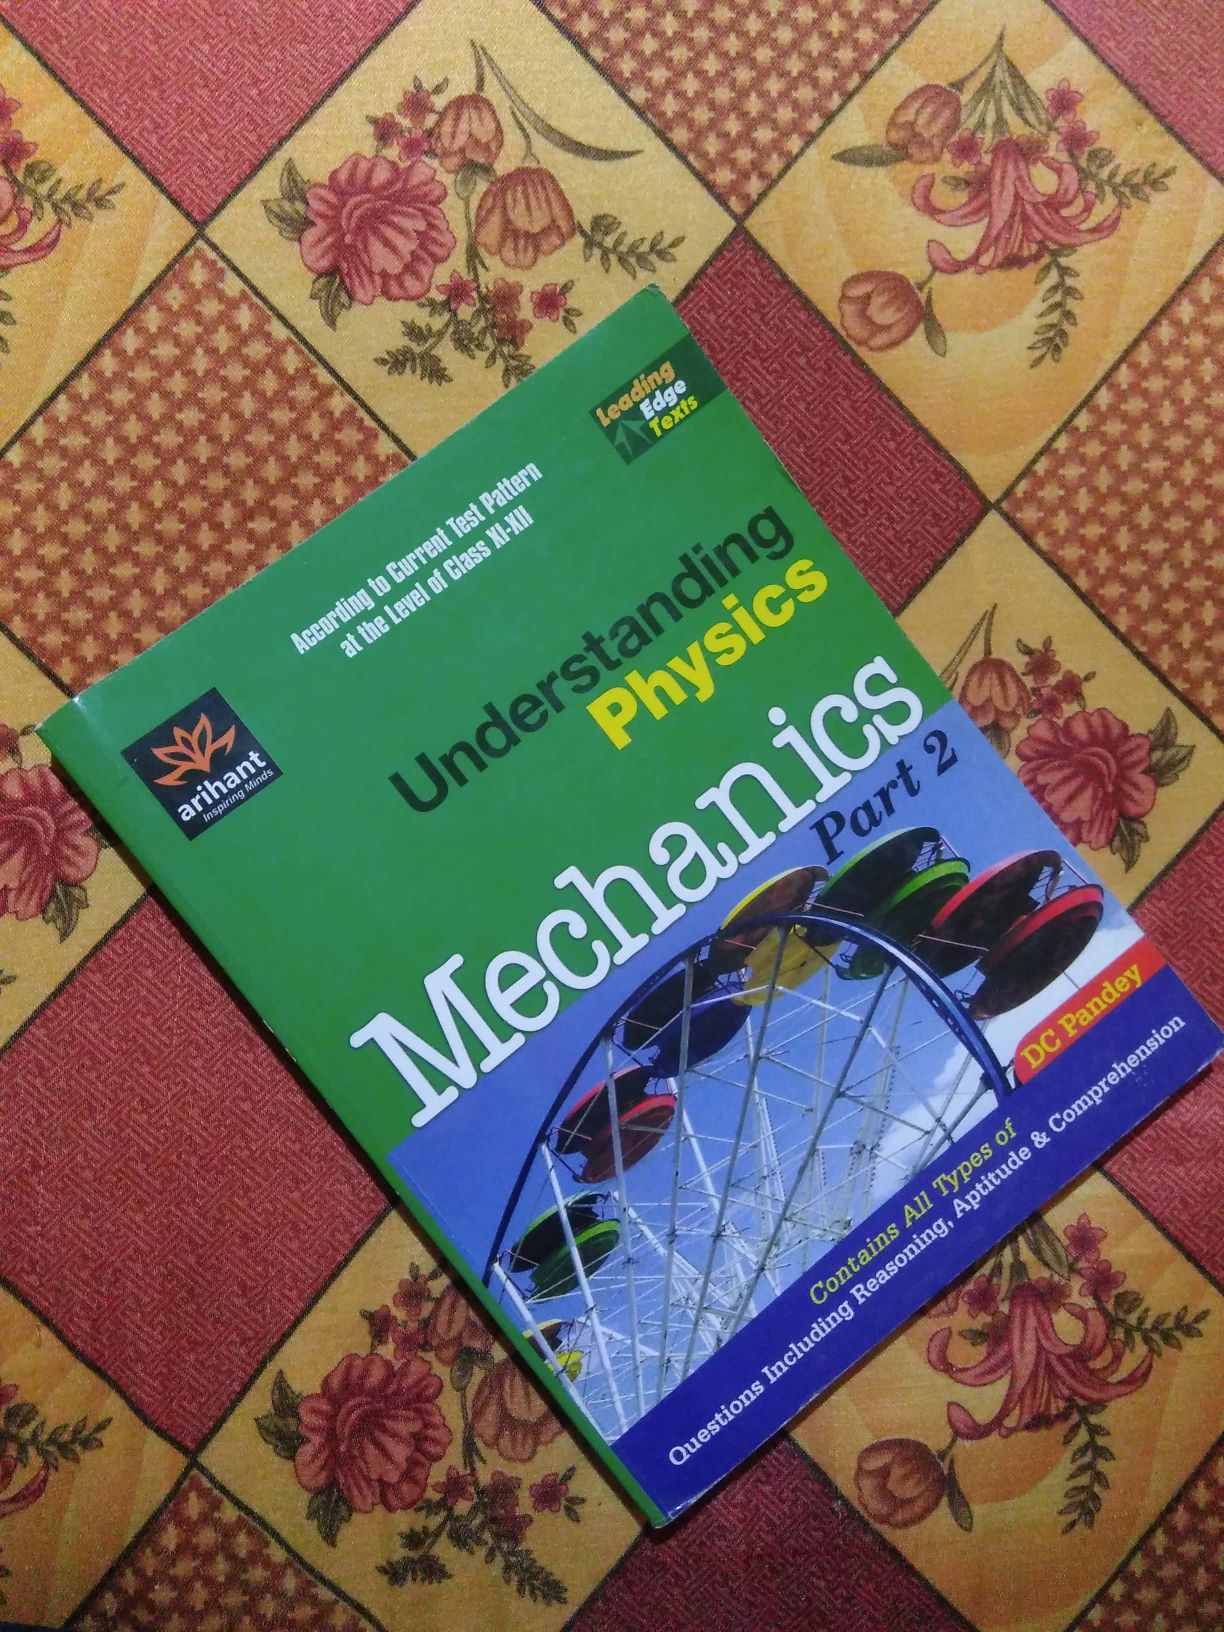 Leading
Edge
Texts
According to Current Test Pattern
at the Level of Class XI-XII
arihant
Inspiring Minds
Understanding
Physics
Mechanics
Part 2
DC Pandey
Contains All Types of
Questions Including Reasoning, Aptitude & Comprehension